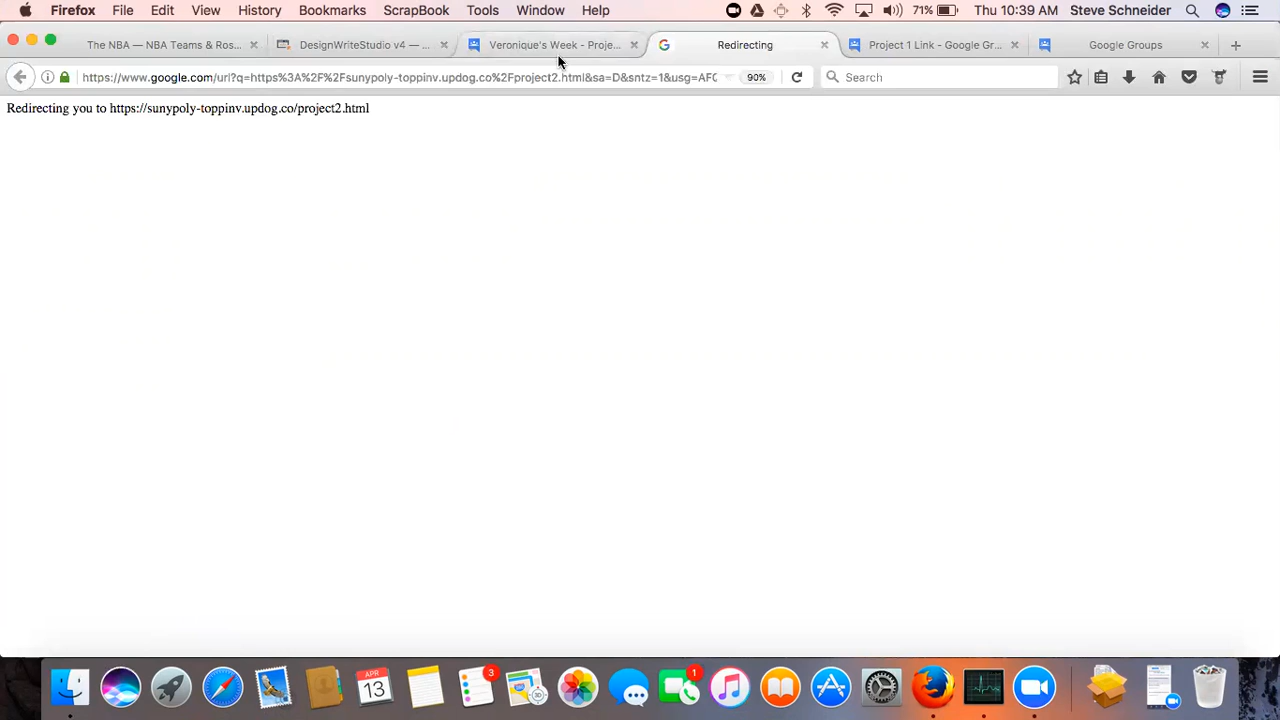 Firefox File Edit View History Bookmarks ScrapBook Tools Window Help 71% Thu 10:39 AM Steve Schneider
The NBA — NBA Teams & Ros... DesignWriteStudio v4 — ... Veronique's Week - Proje... Redirecting Project 1 Link - Google Gr... Google Groups
https://www.google.com/url?q=https%3A%2F%2Fsunypoly-toppinv.updog.co%2Fproject2.html&sa=D&sntz=1&usg=AFC 90% Search
Redirecting you to https://sunypoly-toppinv.updog.co/project2.html
3 1
APR
13